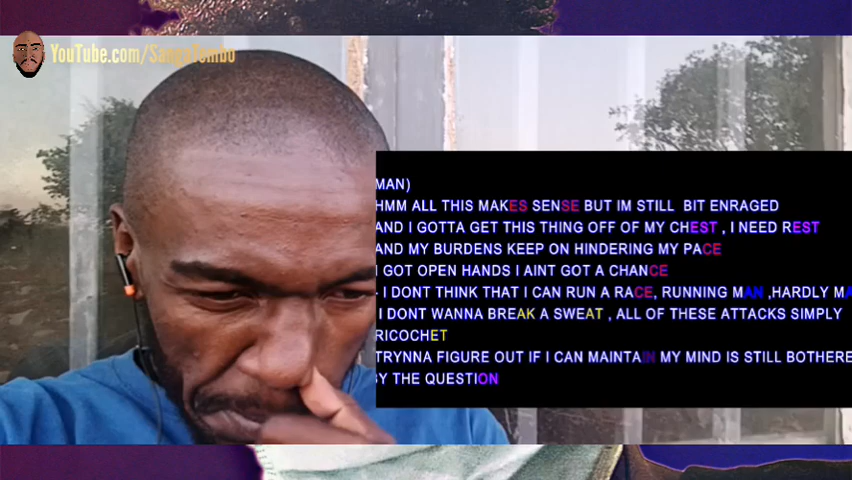 YouTube.com/SangaTembo
MAN)
HMM ALL THIS MAKES SENSE BUT IM STILL BIT ENRAGED
AND I GOTTA GET THIS THING OFF OF MY CHEST , I NEED REST
AND MY BURDENS KEEP ON HINDERING MY PACE
I GOT OPEN HANDS I AINT GOT A CHANCE
- I DONT THINK THAT I CAN RUN A RACE, RUNNING MAN ,HARDLY MA
I DONT WANNA BREAK A SWEAT , ALL OF THESE ATTACKS SIMPLY
RICOCHET
TRYNNA FIGURE OUT IF I CAN MAINTAIN MY MIND IS STILL BOTHERE
BY THE QUESTION